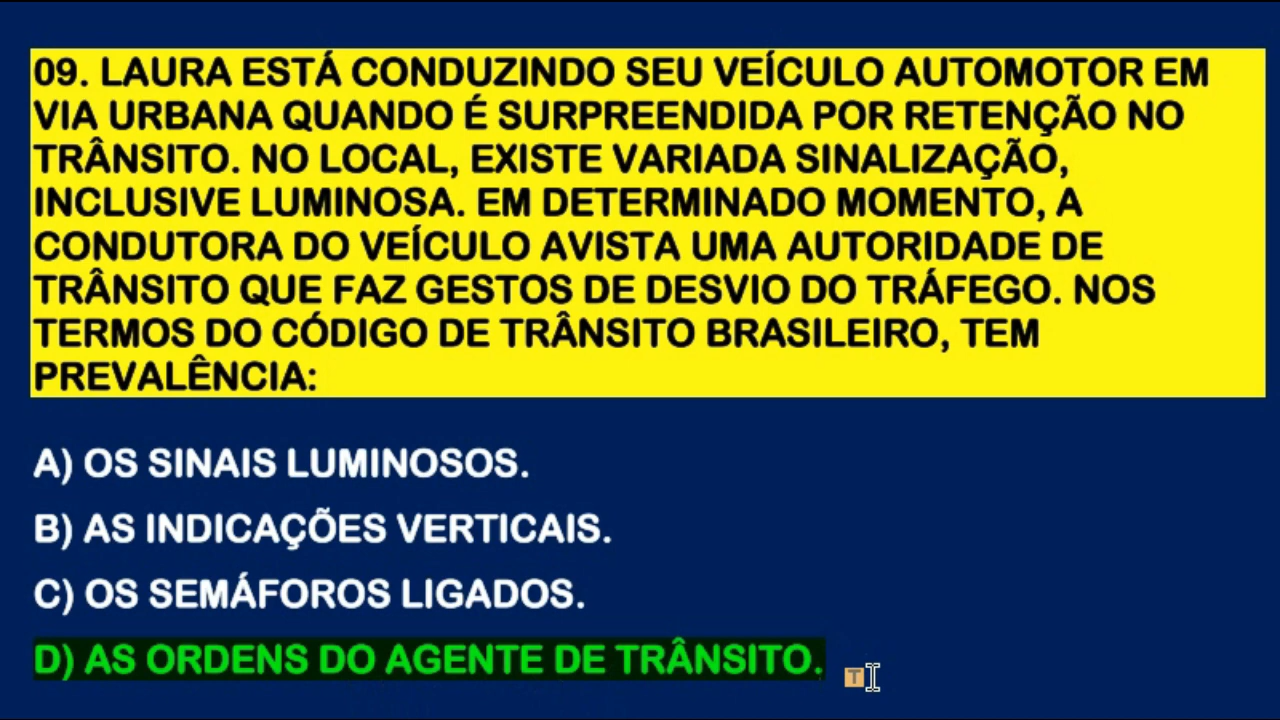 09. LAURA ESTÁ CONDUZINDO SEU VEÍCULO AUTOMOTOR EM
VIA URBANA QUANDO É SURPREENDIDA POR RETENÇÃO NO
TRÂNSITO. NO LOCAL, EXISTE VARIADA SINALIZAÇÃO,
INCLUSIVE LUMINOSA. EM DETERMINADO MOMENTO, A
CONDUTORA DO VEÍCULO AVISTA UMA AUTORIDADE DE
TRÂNSITO QUE FAZ GESTOS DE DESVIO DO TRÁFEGO. NOS
TERMOS DO CÓDIGO DE TRÂNSITO BRASILEIRO, TEM
PREVALÊNCIA:
A) OS SINAIS LUMINOSOS.
B) AS INDICAÇÕES VERTICAIS.
C) OS SEMÁFOROS LIGADOS.
D) AS ORDENS DO AGENTE DE TRÂNSITO.
T